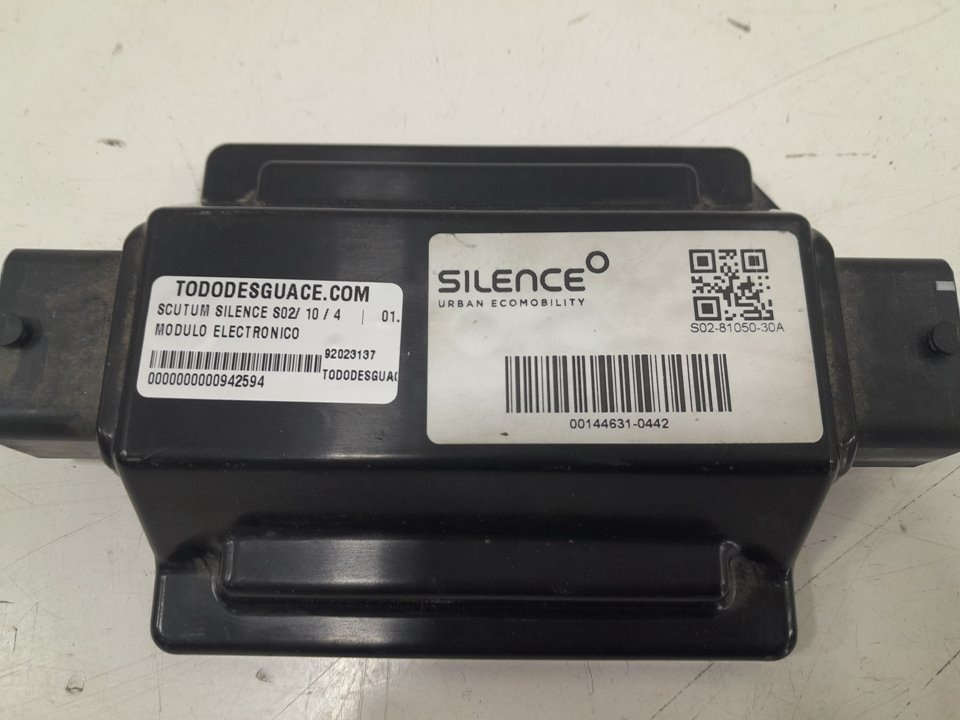 TODODESGUACE.COM
SCUTUM SILENCE S02/ 10 / 4 | 01.
MODULO ELECTRONICO
92023137
0000000000942594
TODODESGUAC
SILENCE
URBAN ECOMOBILITY
S02-81050-30A
00144631-0442